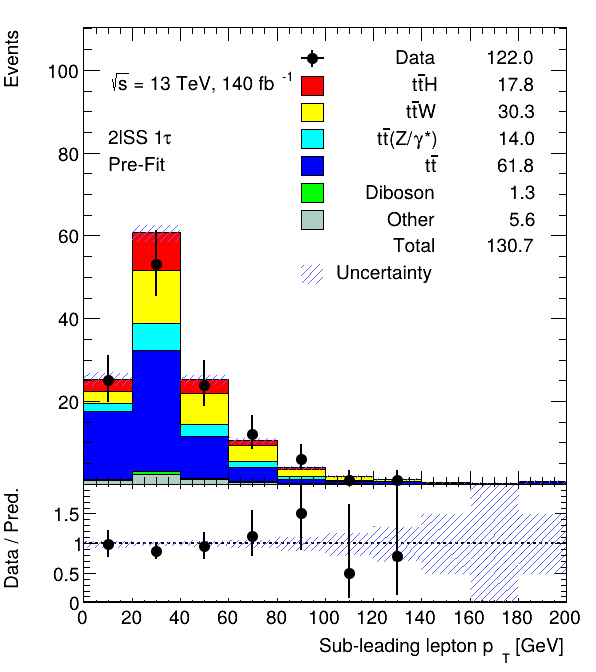 Events
100
80
60
40
20
√s = 13 TeV, 140 fb⁻¹
2lSS 1τ
Pre-Fit
Data 122.0
tt̄H 17.8
tt̄W 30.3
tt̄(Z/γ*) 14.0
tt̄ 61.8
Diboson 1.3
Other 5.6
Total 130.7
Uncertainty
Data / Pred.
1.5
1
0.5
0
0 20 40 60 80 100 120 140 160 180 200
Sub-leading lepton p_T [GeV]